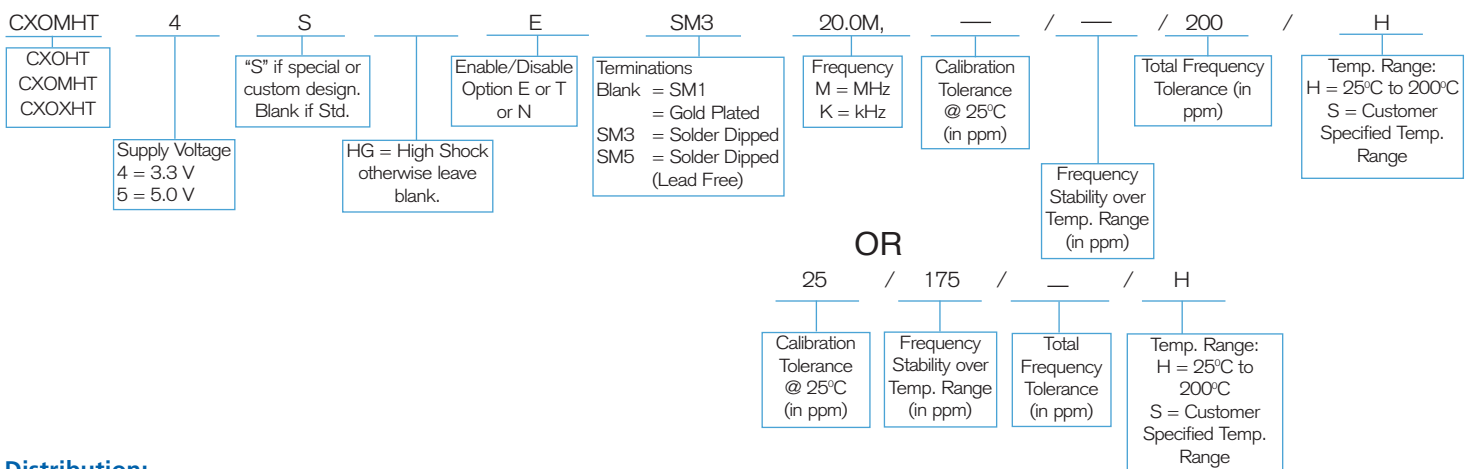 CXOMHT 4 S E SM3 20.0M, — / — / 200 / H
CXOHT
CXOMHT
CXOXHT
Supply Voltage
4 = 3.3 V
5 = 5.0 V
“S” if special or
custom design.
Blank if Std.
HG = High Shock
otherwise leave
blank.
Enable/Disable
Option E or T
or N
Terminations
Blank = SM1
= Gold Plated
SM3 = Solder Dipped
SM5 = Solder Dipped
(Lead Free)
Frequency
M = MHz
K = kHz
Calibration
Tolerance
@ 25ºC
(in ppm)
Frequency
Stability over
Temp. Range
(in ppm)
Total Frequency
Tolerance (in
ppm)
Temp. Range:
H = 25ºC to 200ºC
S = Customer
Specified Temp.
Range
OR
25 / 175 / — / H
Calibration
Tolerance
@ 25ºC
(in ppm)
Frequency
Stability over
Temp. Range
(in ppm)
Total
Frequency
Tolerance
(in ppm)
Temp. Range:
H = 25ºC to
200ºC
S = Customer
Specified Temp.
Range
Distribution: